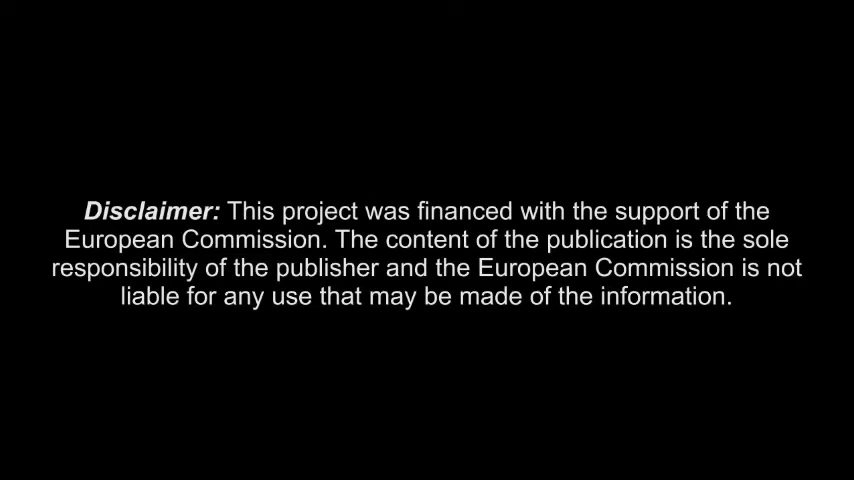 Disclaimer: This project was financed with the support of the
European Commission. The content of the publication is the sole
responsibility of the publisher and the European Commission is not
liable for any use that may be made of the information.